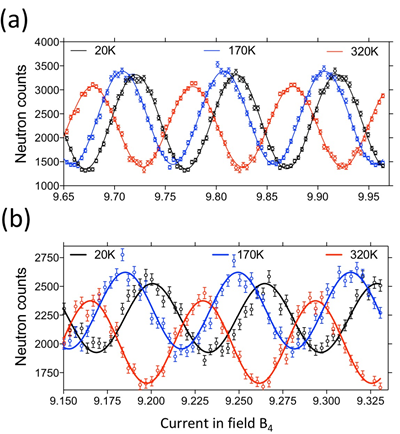 (a)
20K 170K 320K
4000
3500
3000
2500
2000
1500
1000
Neutron counts
9.65 9.70 9.75 9.80 9.85 9.90 9.95
(b)
20K 170K 320K
2750
2500
2250
2000
1750
Neutron counts
9.150 9.200 9.225 9.250 9.275 9.300 9.325
Current in field B₄